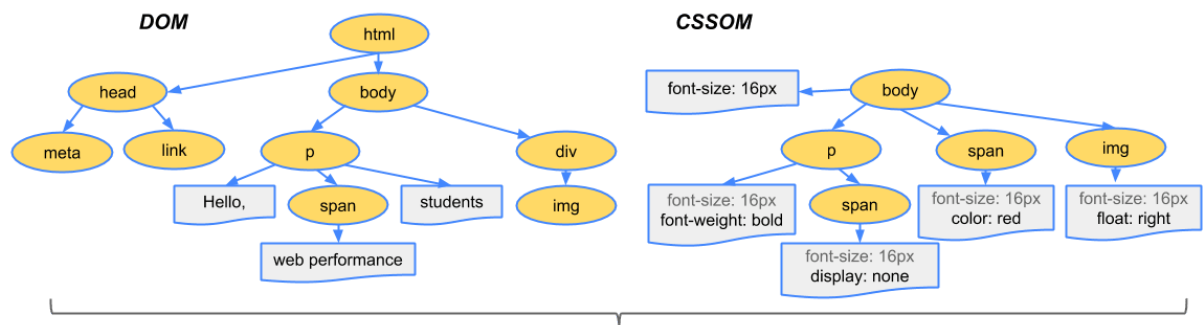 DOM
CSSOM
html
head
body
font-size: 16px
body
meta
link
p
div
p
span
img
Hello,
span
students
img
font-size: 16px
font-weight: bold
span
font-size: 16px
color: red
font-size: 16px
float: right
web performance
font-size: 16px
display: none